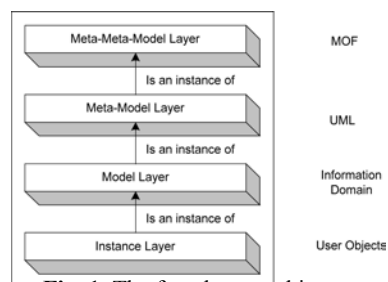 Meta-Meta-Model Layer MOF
Is an instance of
Meta-Model Layer UML
Is an instance of
Model Layer Information
Domain
Is an instance of
Instance Layer User Objects